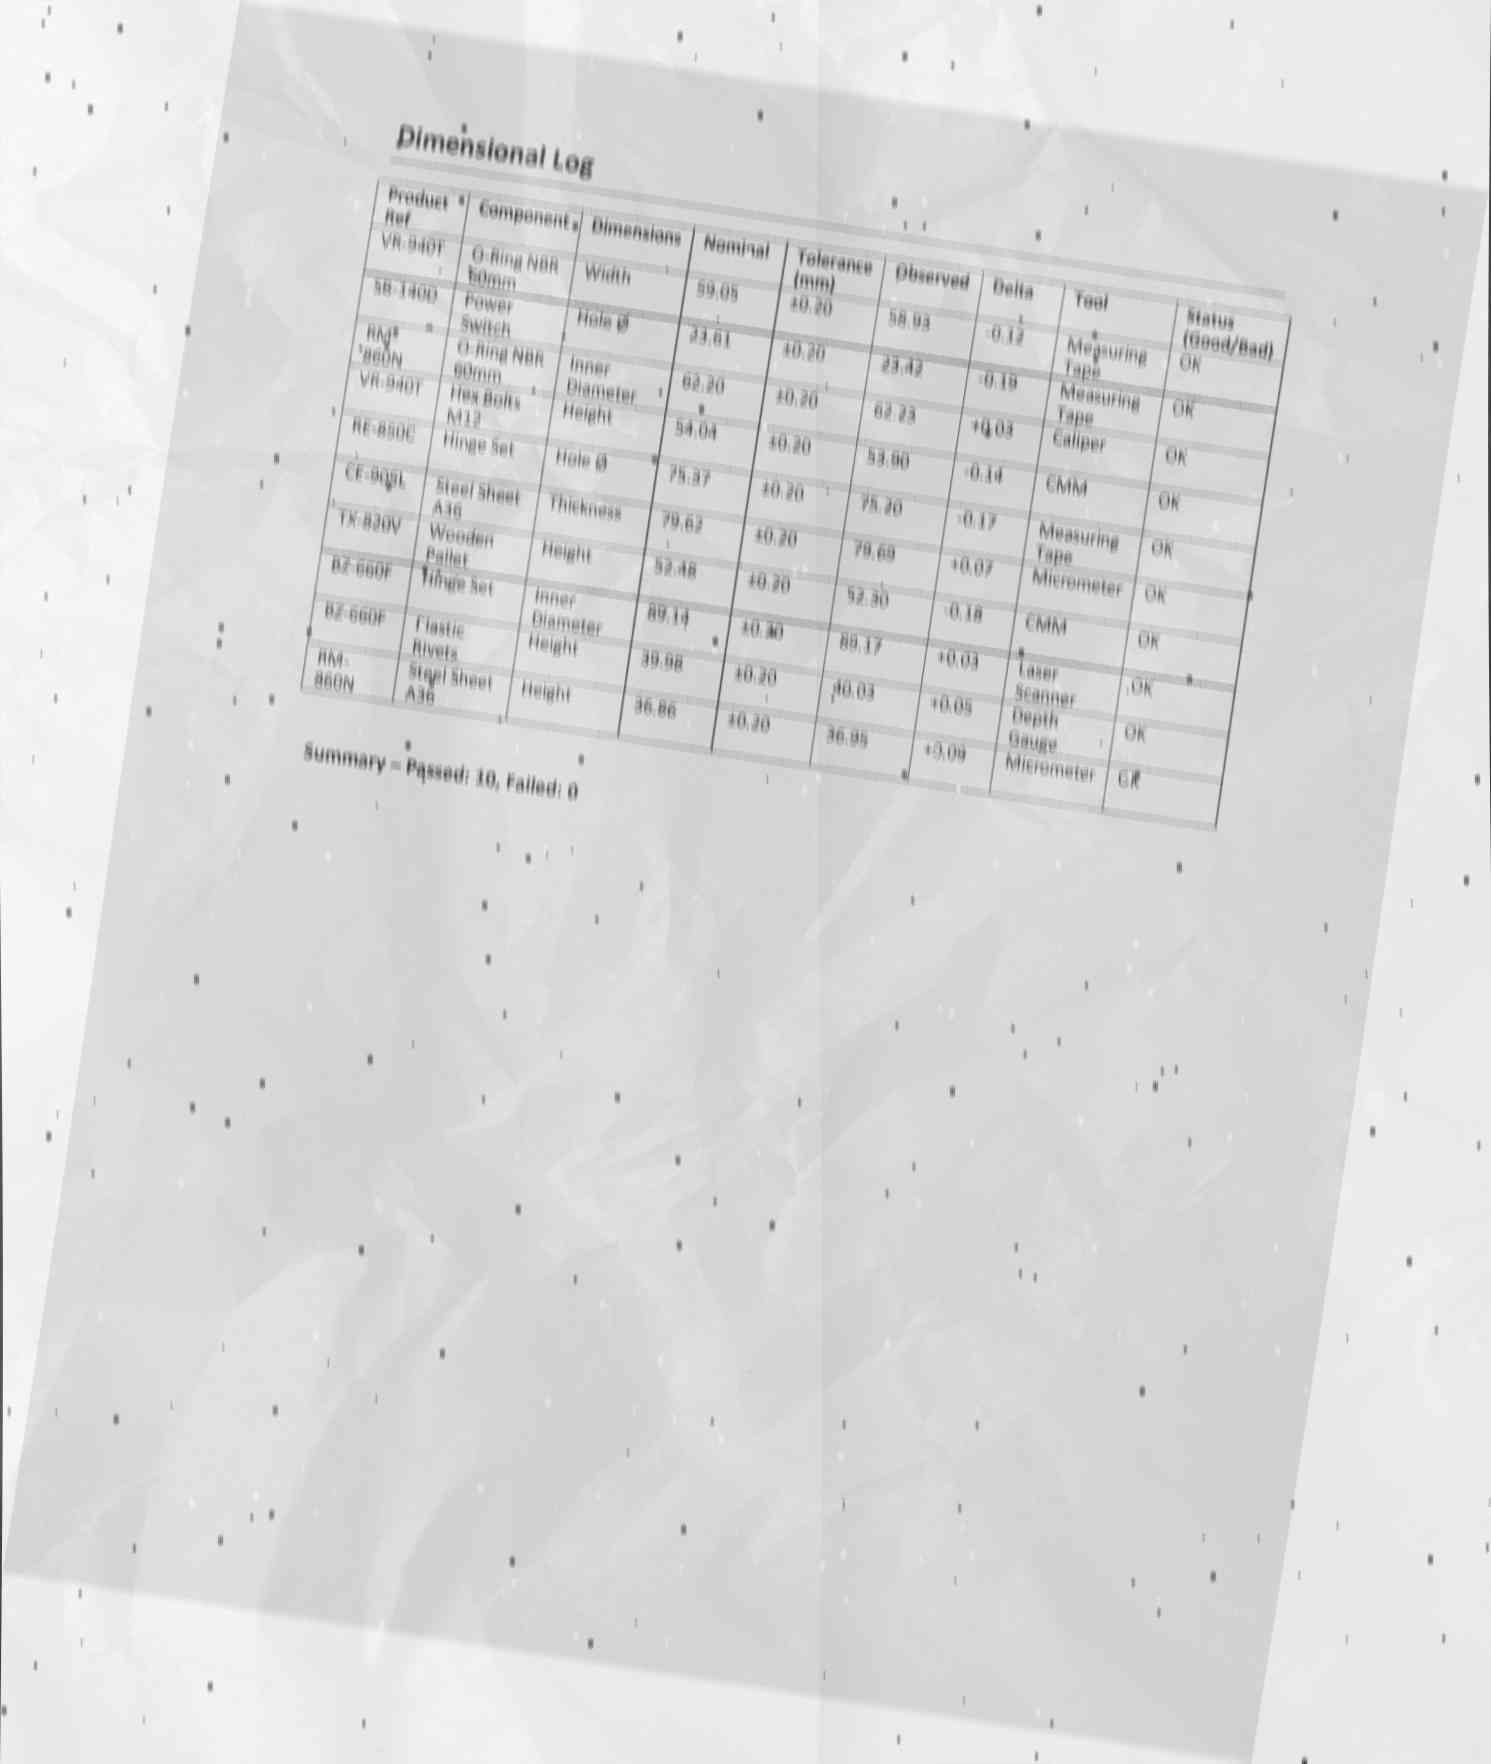 Dimensional Log
Product Ref Component Dimensions Nominal Tolerance (mm) Observed Delta Tool Status (Good/Bad)
VR-940T O-Ring NBR 60mm Width 59.05 ±0.20 58.93 -0.12 Measuring Tape OK
SB-140D Power Switch Hole Ø 23.61 ±0.20 23.42 -0.19 Measuring Tape OK
RM-860N O-Ring NBR 60mm Inner Diameter 62.20 ±0.20 62.23 +0.03 Caliper OK
VR-940T Hex Bolts M12 Height 54.04 ±0.20 53.90 -0.14 CMM OK
RE-850C Hinge Set Hole Ø 75.37 ±0.20 75.20 -0.17 Measuring Tape OK
CF-905L Steel Sheet A36 Thickness 79.62 ±0.20 79.69 +0.07 Micrometer OK
TX-820V Wooden Pallet Height 52.48 ±0.20 52.30 -0.18 CMM OK
BZ-660F Hinge Set Inner Diameter 89.14 ±0.20 89.17 +0.03 Laser Scanner OK
BZ-660F Plastic Rivets Height 39.98 ±0.20 40.03 +0.05 Depth Gauge OK
RM-860N Steel Sheet A36 Height 36.86 ±0.20 36.95 +0.09 Micrometer OK
Summary – Passed: 10, Failed: 0